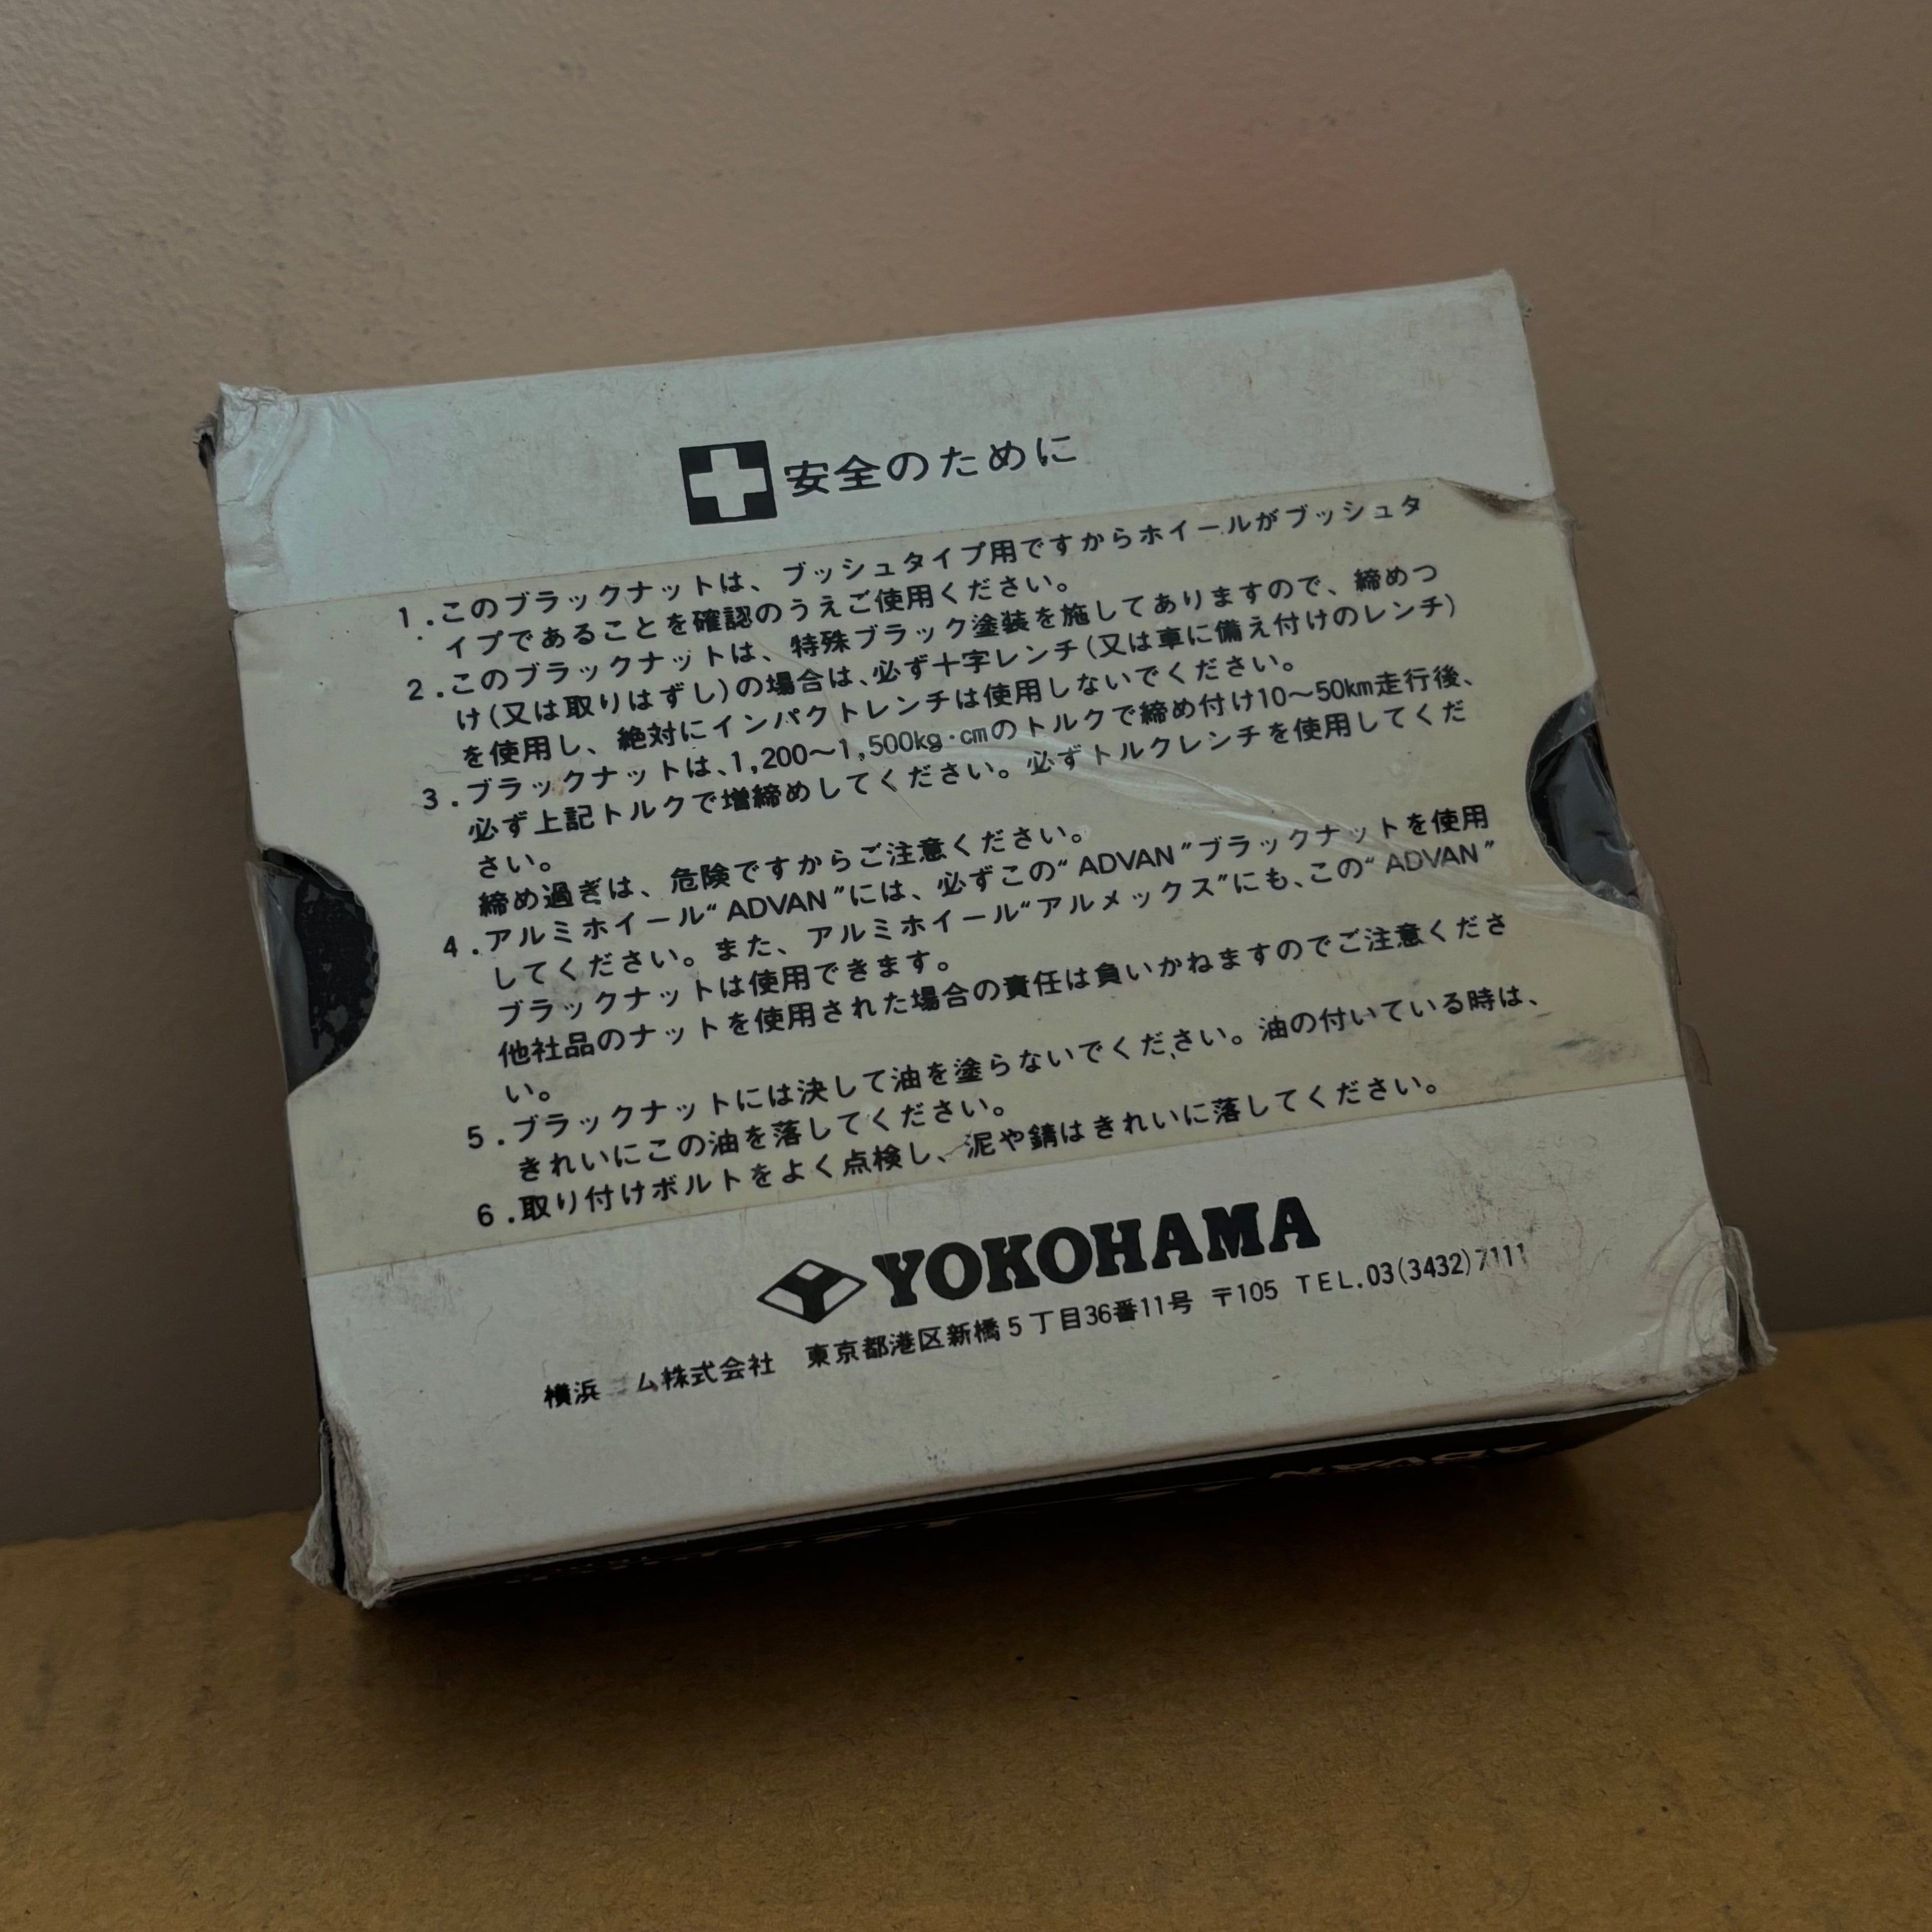 安全のために
1.このブラックナットは、ブッシュタイプ用ですからホイールがブッシュタ
イプであることを確認のうえご使用ください。
2.このブラックナットは、特殊ブラック塗装を施してありますので、締めつ
け(又は取りはずし)の場合は、必ず十字レンチ(又は車に備え付けのレンチ)
を使用し、絶対にインパクトレンチは使用しないでください。
3.ブラックナットは、1,200〜1,500kg·cmのトルクで締め付け10〜50km走行後、
必ず上記トルクで増締めしてください。必ずトルクレンチを使用してくだ
さい。
締め過ぎは、危険ですからご注意ください。
4.アルミホイール“ADVAN”には、必ずこの“ADVAN”ブラックナットを使用
してください。また、アルミホイール“アルメックス”にも、この“ADVAN”
ブラックナットは使用できます。
他社品のナットを使用された場合の責任は負いかねますのでご注意くださ
い。
5.ブラックナットには決して油を塗らないでください。油の付いている時は、
きれいにこの油を落してください。
6.取り付けボルトをよく点検し、泥や錆はきれいに落してください。
YOKOHAMA
横浜 ム株式会社 東京都港区新橋5丁目36番11号 〒105 TEL.03(3432)7111
ADVAN